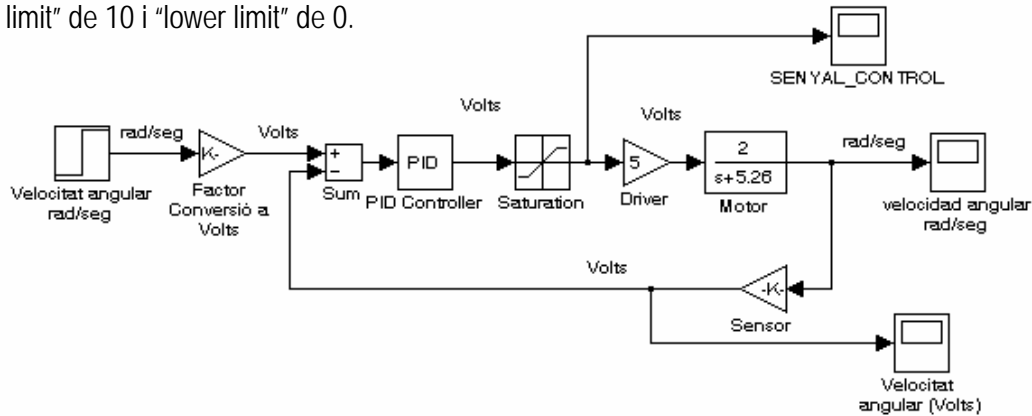 limit” de 10 i “lower limit” de 0.
SENYAL_CONTROL
Volts
Volts
rad/seg
Volts
rad/seg
K-
+
−
PID
5
2
s+5.26
Velocitat angular
rad/seg
Factor
Conversió a
Volts
Sum
PID Controller
Saturation
Driver
Motor
velocidad angular
rad/seg
Volts
-K-
Sensor
Velocitat
angular (Volts)